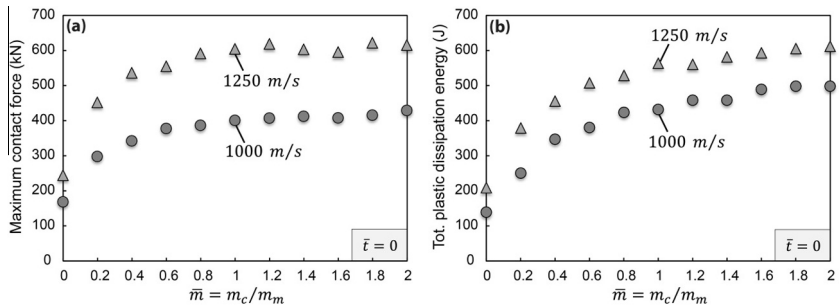 (a)
Maximum contact force (kN)
700
600
500
400
300
200
100
0
1250 m/s
1000 m/s
t̄ = 0
0 0.2 0.4 0.6 0.8 1 1.2 1.4 1.6 1.8 2
m̄ = m_c/m_m
(b)
Tot. plastic dissipation energy (J)
700
600
500
400
300
200
100
0
1250 m/s
1000 m/s
t̄ = 0
0 0.2 0.4 0.6 0.8 1 1.2 1.4 1.6 1.8 2
m̄ = m_c/m_m